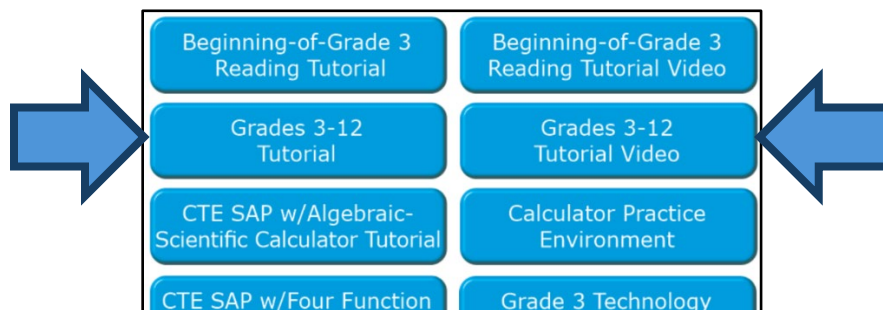 Beginning-of-Grade 3
Reading Tutorial
Beginning-of-Grade 3
Reading Tutorial Video
Grades 3-12
Tutorial
Grades 3-12
Tutorial Video
CTE SAP w/Algebraic-
Scientific Calculator Tutorial
Calculator Practice
Environment
CTE SAP w/Four Function
Grade 3 Technology